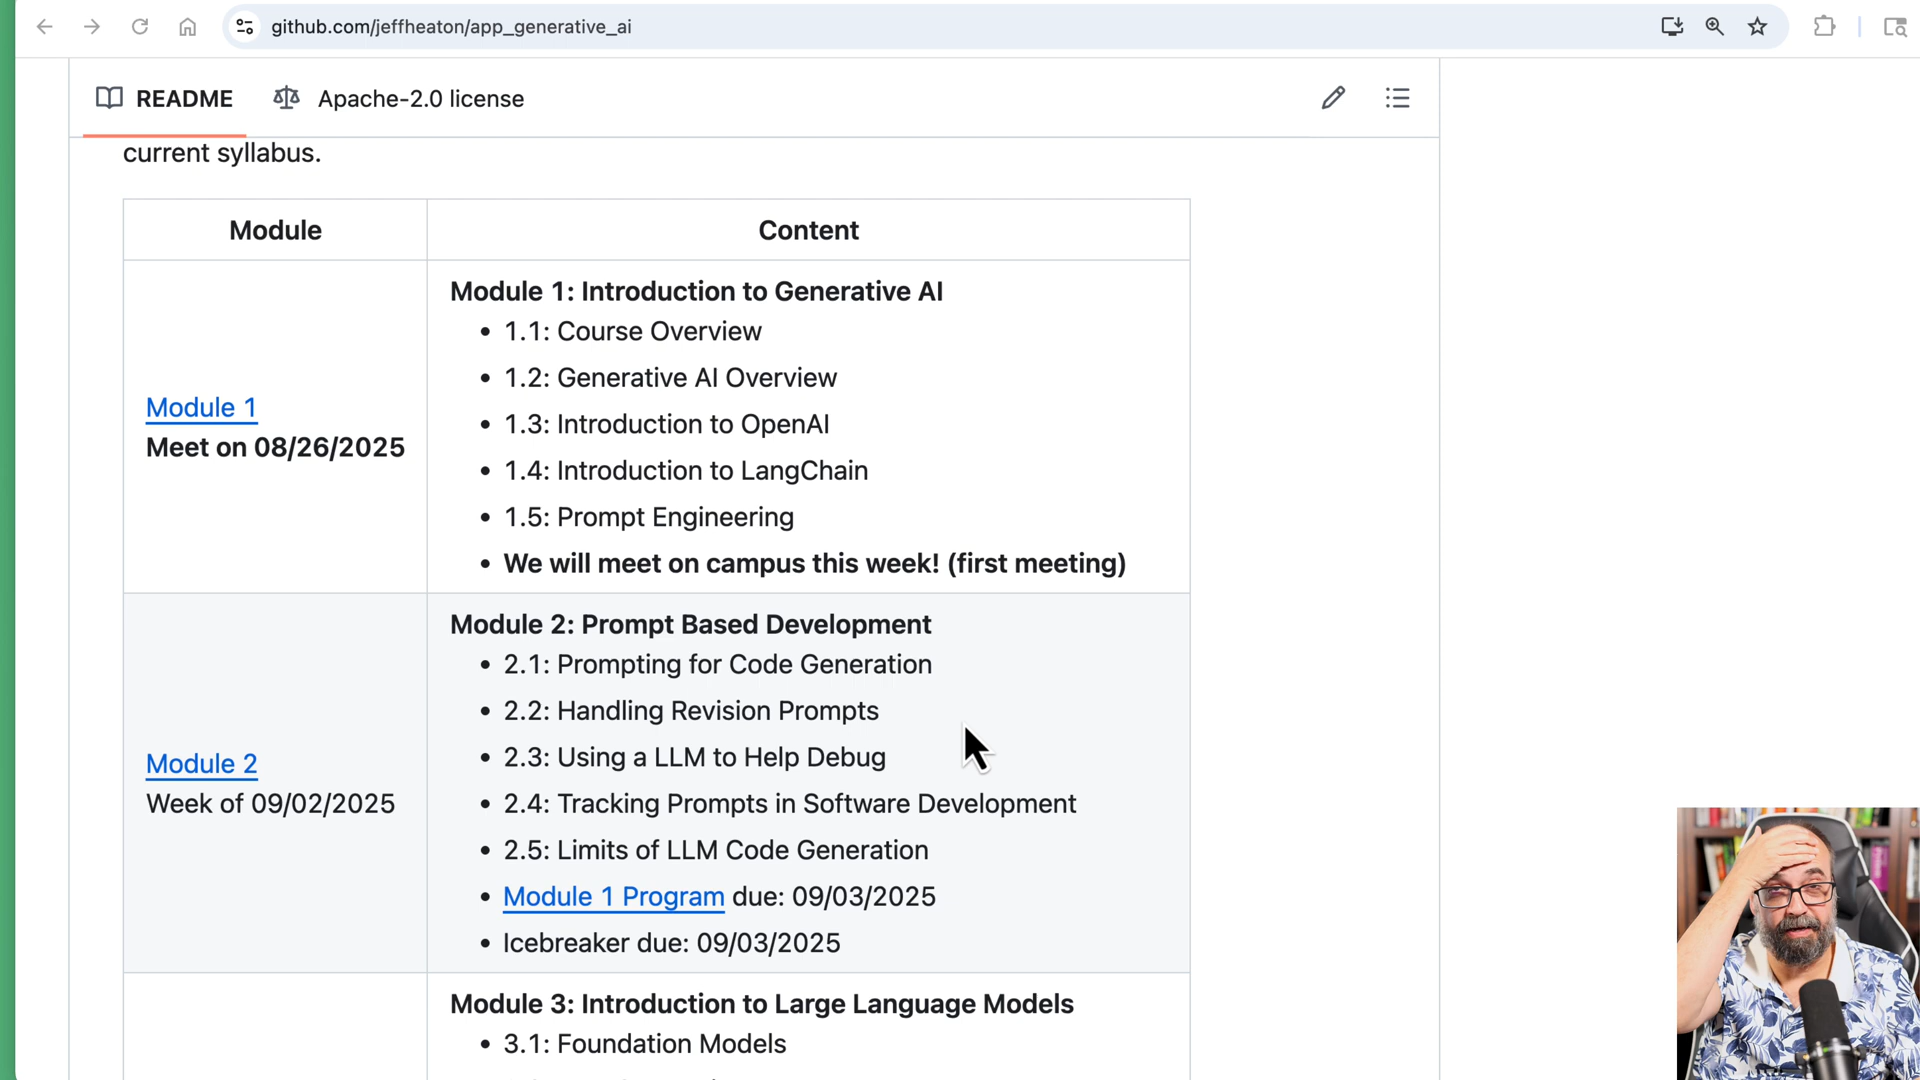 github.com/jeffheaton/app_generative_ai
README
Apache-2.0 license
current syllabus.
Module
Content
Module 1
Meet on 08/26/2025
Module 1: Introduction to Generative AI
• 1.1: Course Overview
• 1.2: Generative AI Overview
• 1.3: Introduction to OpenAI
• 1.4: Introduction to LangChain
• 1.5: Prompt Engineering
• We will meet on campus this week! (first meeting)
Module 2
Week of 09/02/2025
Module 2: Prompt Based Development
• 2.1: Prompting for Code Generation
• 2.2: Handling Revision Prompts
• 2.3: Using a LLM to Help Debug
• 2.4: Tracking Prompts in Software Development
• 2.5: Limits of LLM Code Generation
• Module 1 Program due: 09/03/2025
• Icebreaker due: 09/03/2025
Module 3: Introduction to Large Language Models
• 3.1: Foundation Models